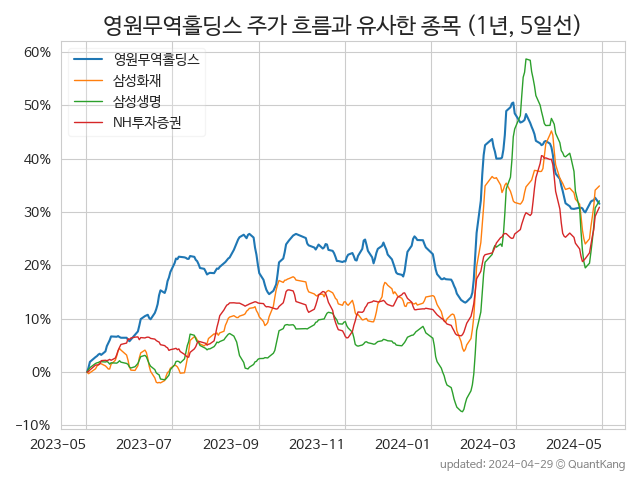 영원무역홀딩스 주가 흐름과 유사한 종목 (1년, 5일선)
60%
50%
40%
30%
20%
10%
0%
−10%
영원무역홀딩스
삼성화재
삼성생명
NH투자증권
2023-05 2023-07 2023-09 2023-11 2024-01 2024-03 2024-05
updated: 2024-04-29 © QuantKang